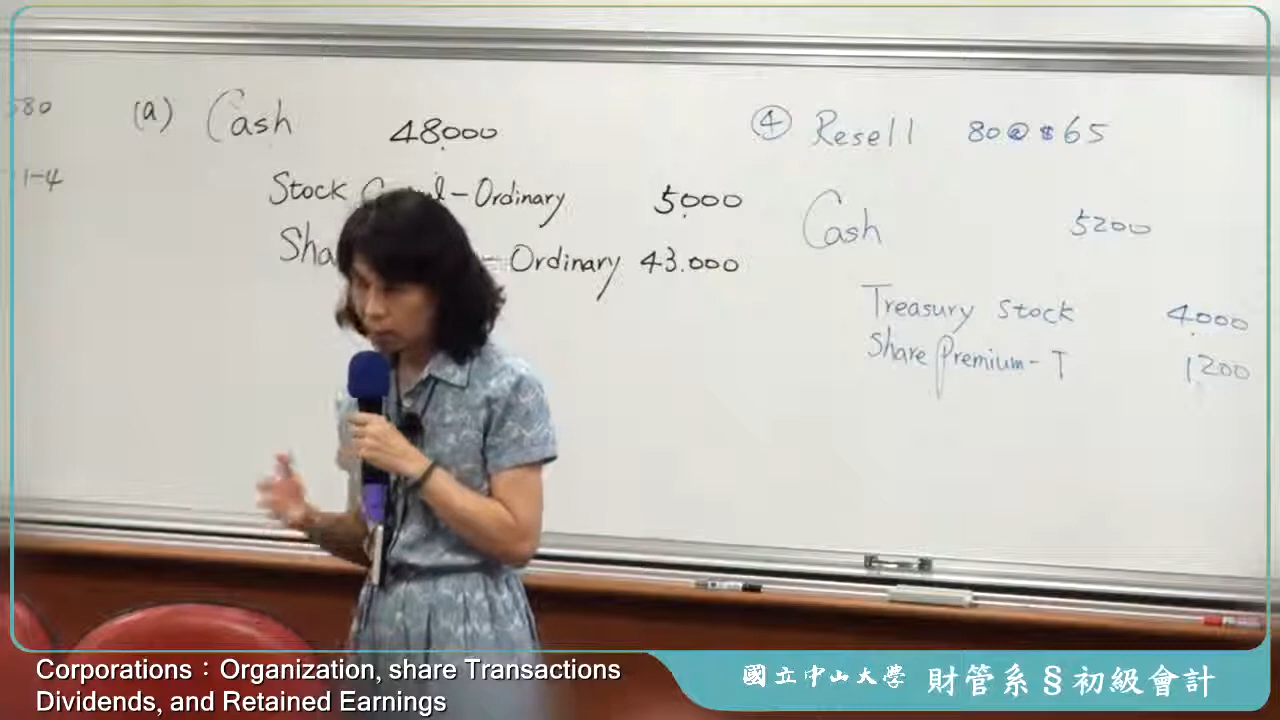 580
1-4
(a) Cash 48.000
Stock - Ordinary 5.000
Ordinary 43.000
④ Resell 80@$65
Cash 5200
Treasury Stock 4.000
Share Premium - T 1200
Corporations：Organization, share Transactions
Dividends, and Retained Earnings
國立中山大學 財管系§初級會計